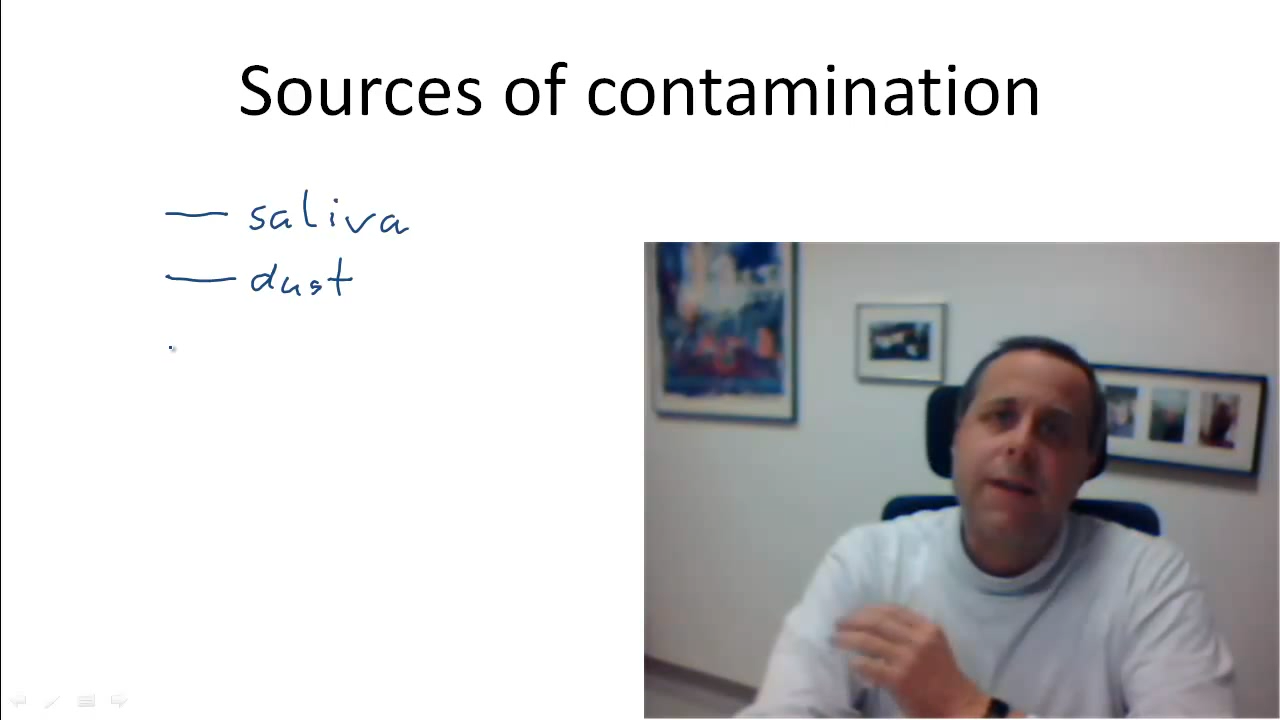 Sources of contamination
— saliva
— dust